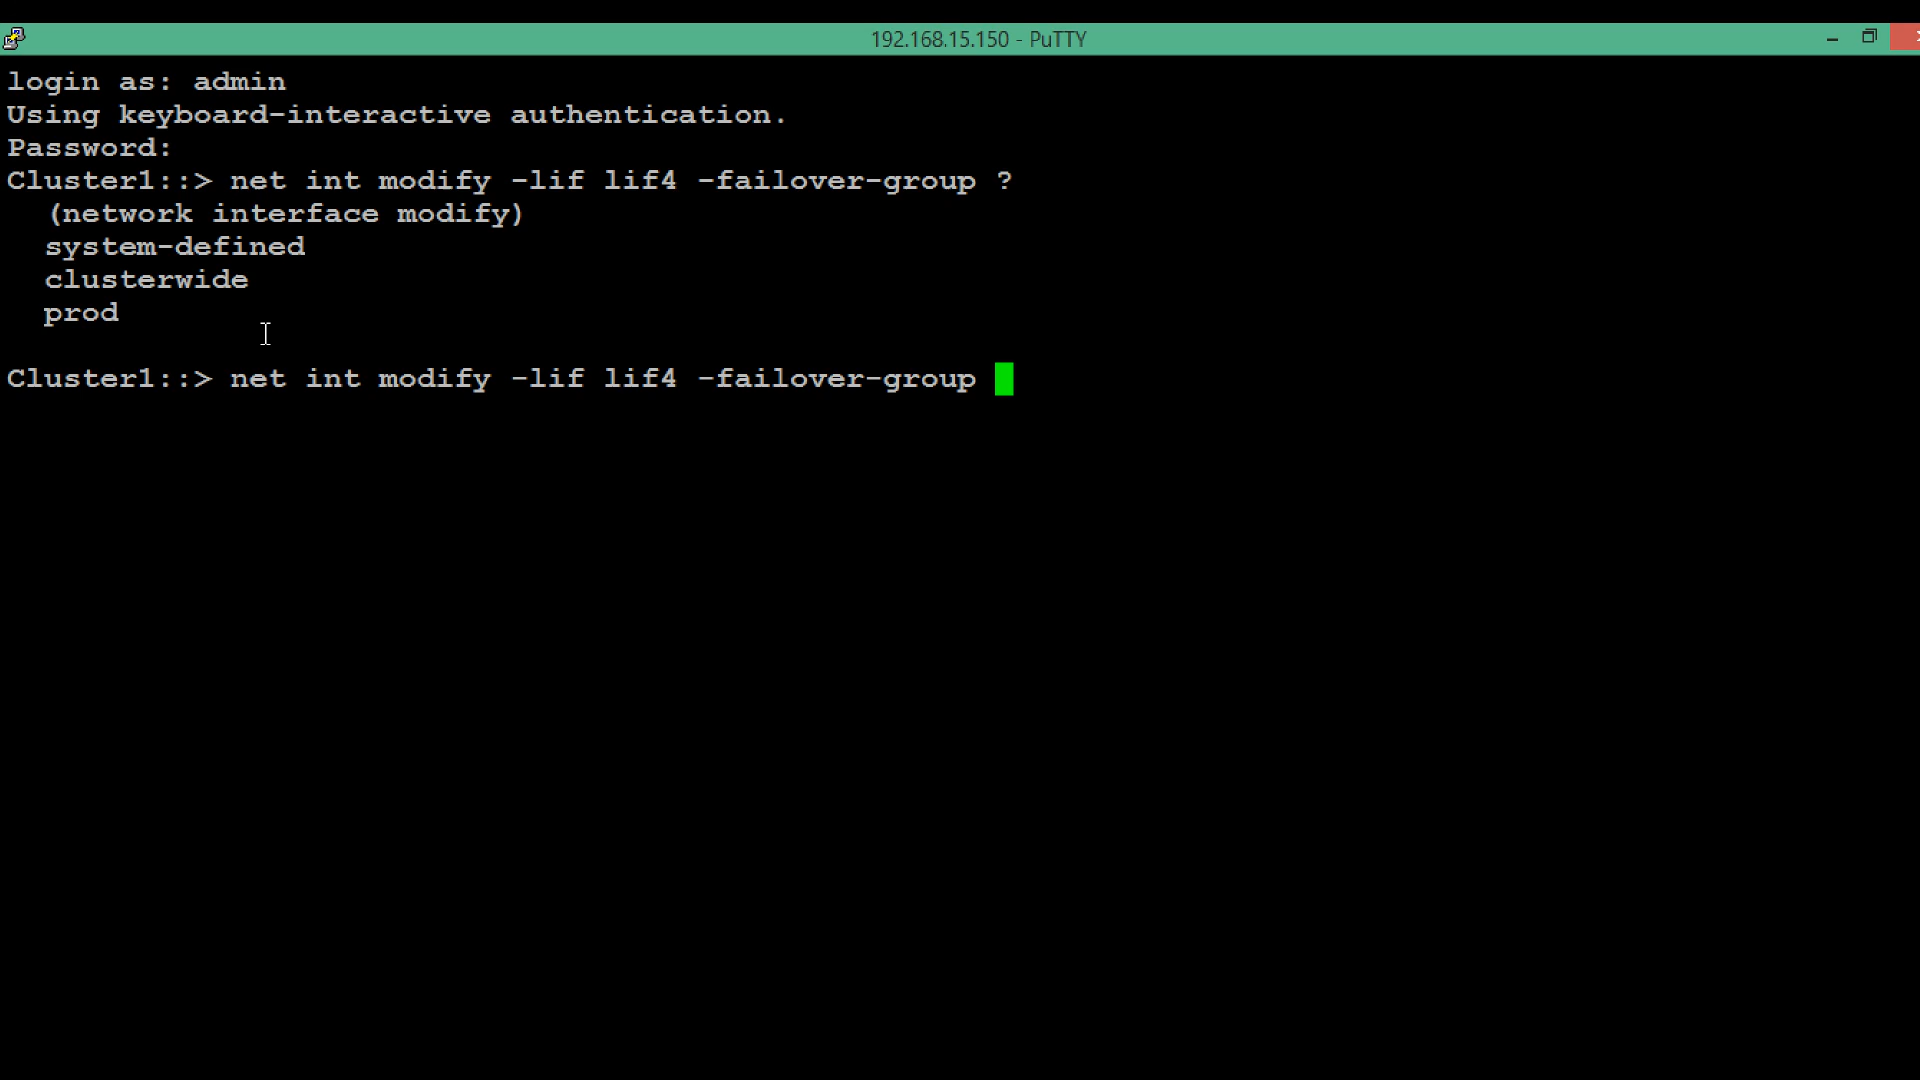 192.168.15.150 - PuTTY
login as: admin
Using keyboard-interactive authentication.
Password:
Cluster1::> net int modify -lif lif4 -failover-group ?
(network interface modify)
system-defined
clusterwide
prod
Cluster1::> net int modify -lif lif4 -failover-group